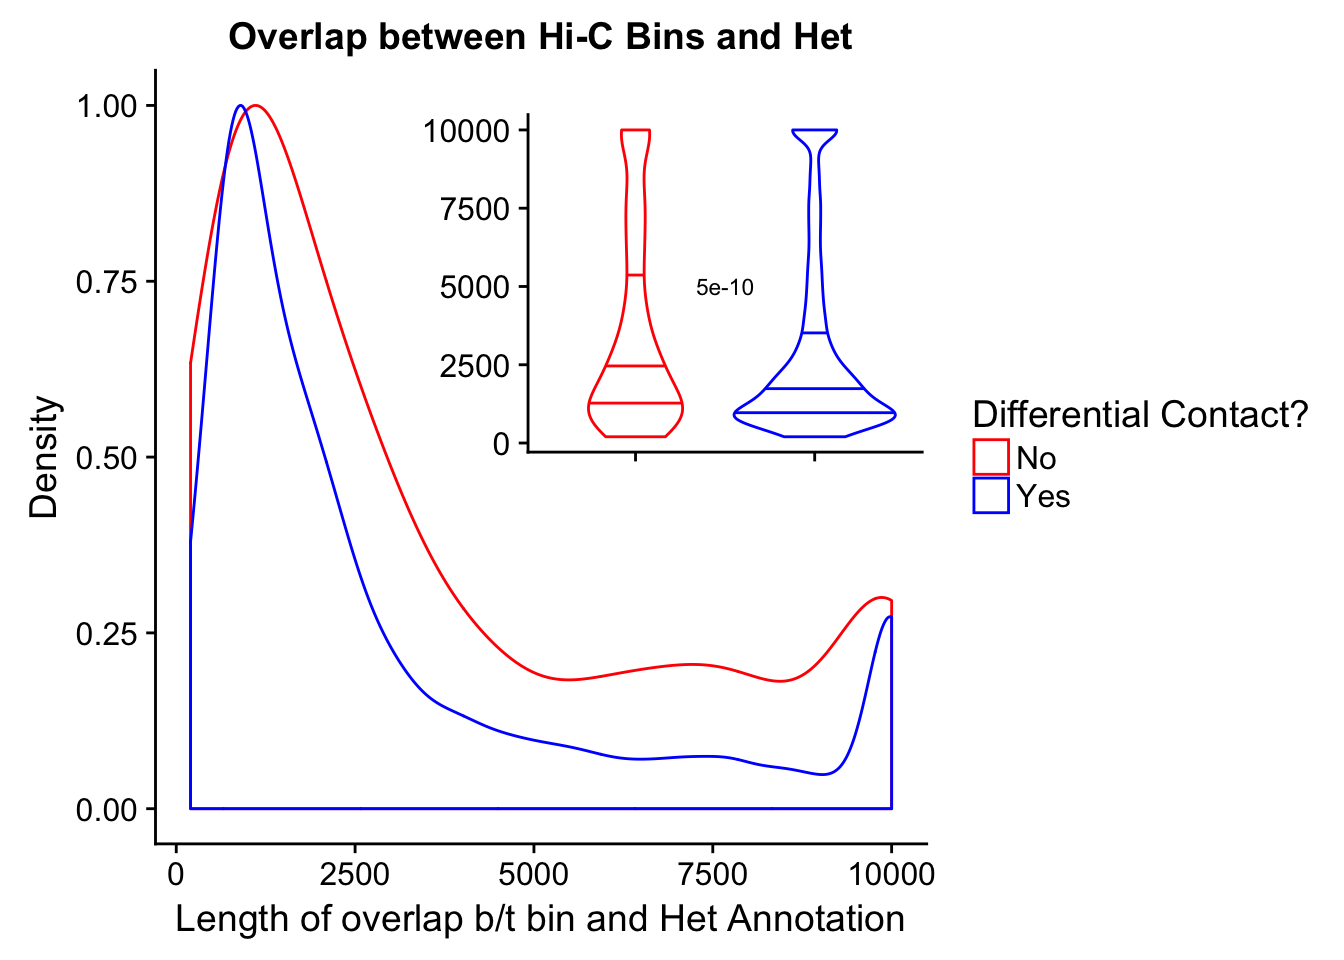 Overlap between Hi-C Bins and Het
1.00
0.75
0.50
0.25
0.00
Density
10000
7500
5000
2500
0
5e-10
Differential Contact?
No
Yes
0 2500 5000 7500 10000
Length of overlap b/t bin and Het Annotation